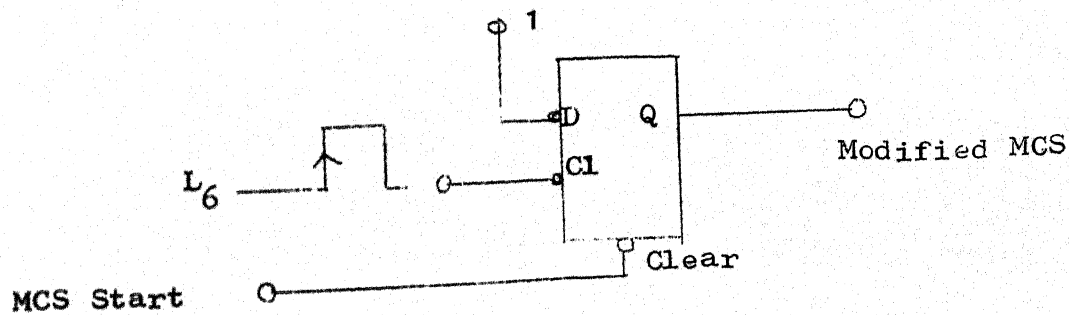 1
D Q
Modified MCS
L6
Cl
Clear
MCS Start